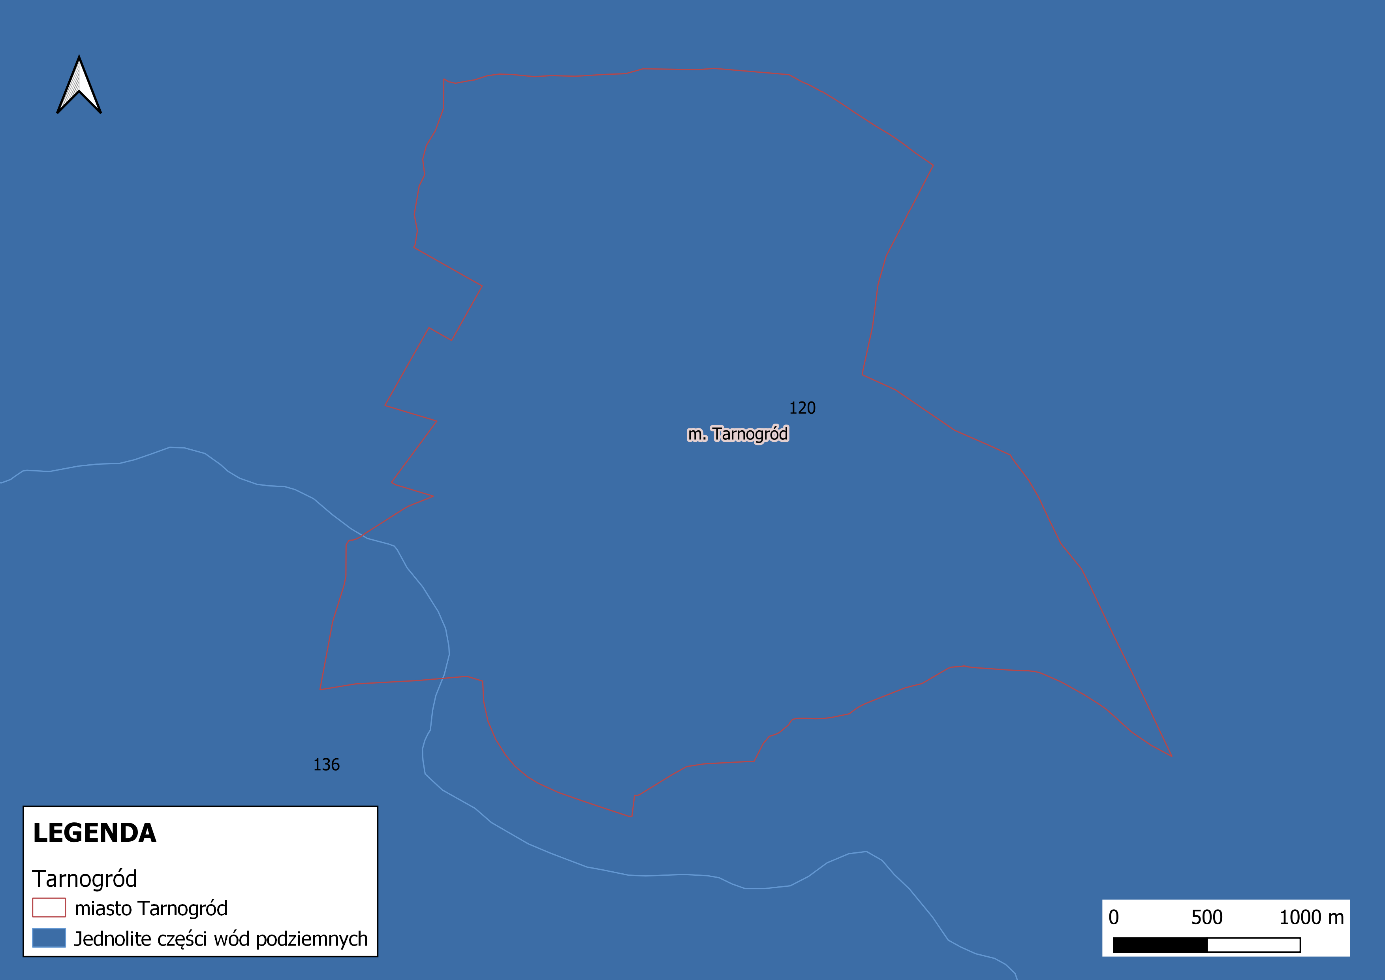 120
m. Tarnogród
136
LEGENDA
Tarnogród
miasto Tarnogród
Jednolite części wód podziemnych
0 500 1000 m